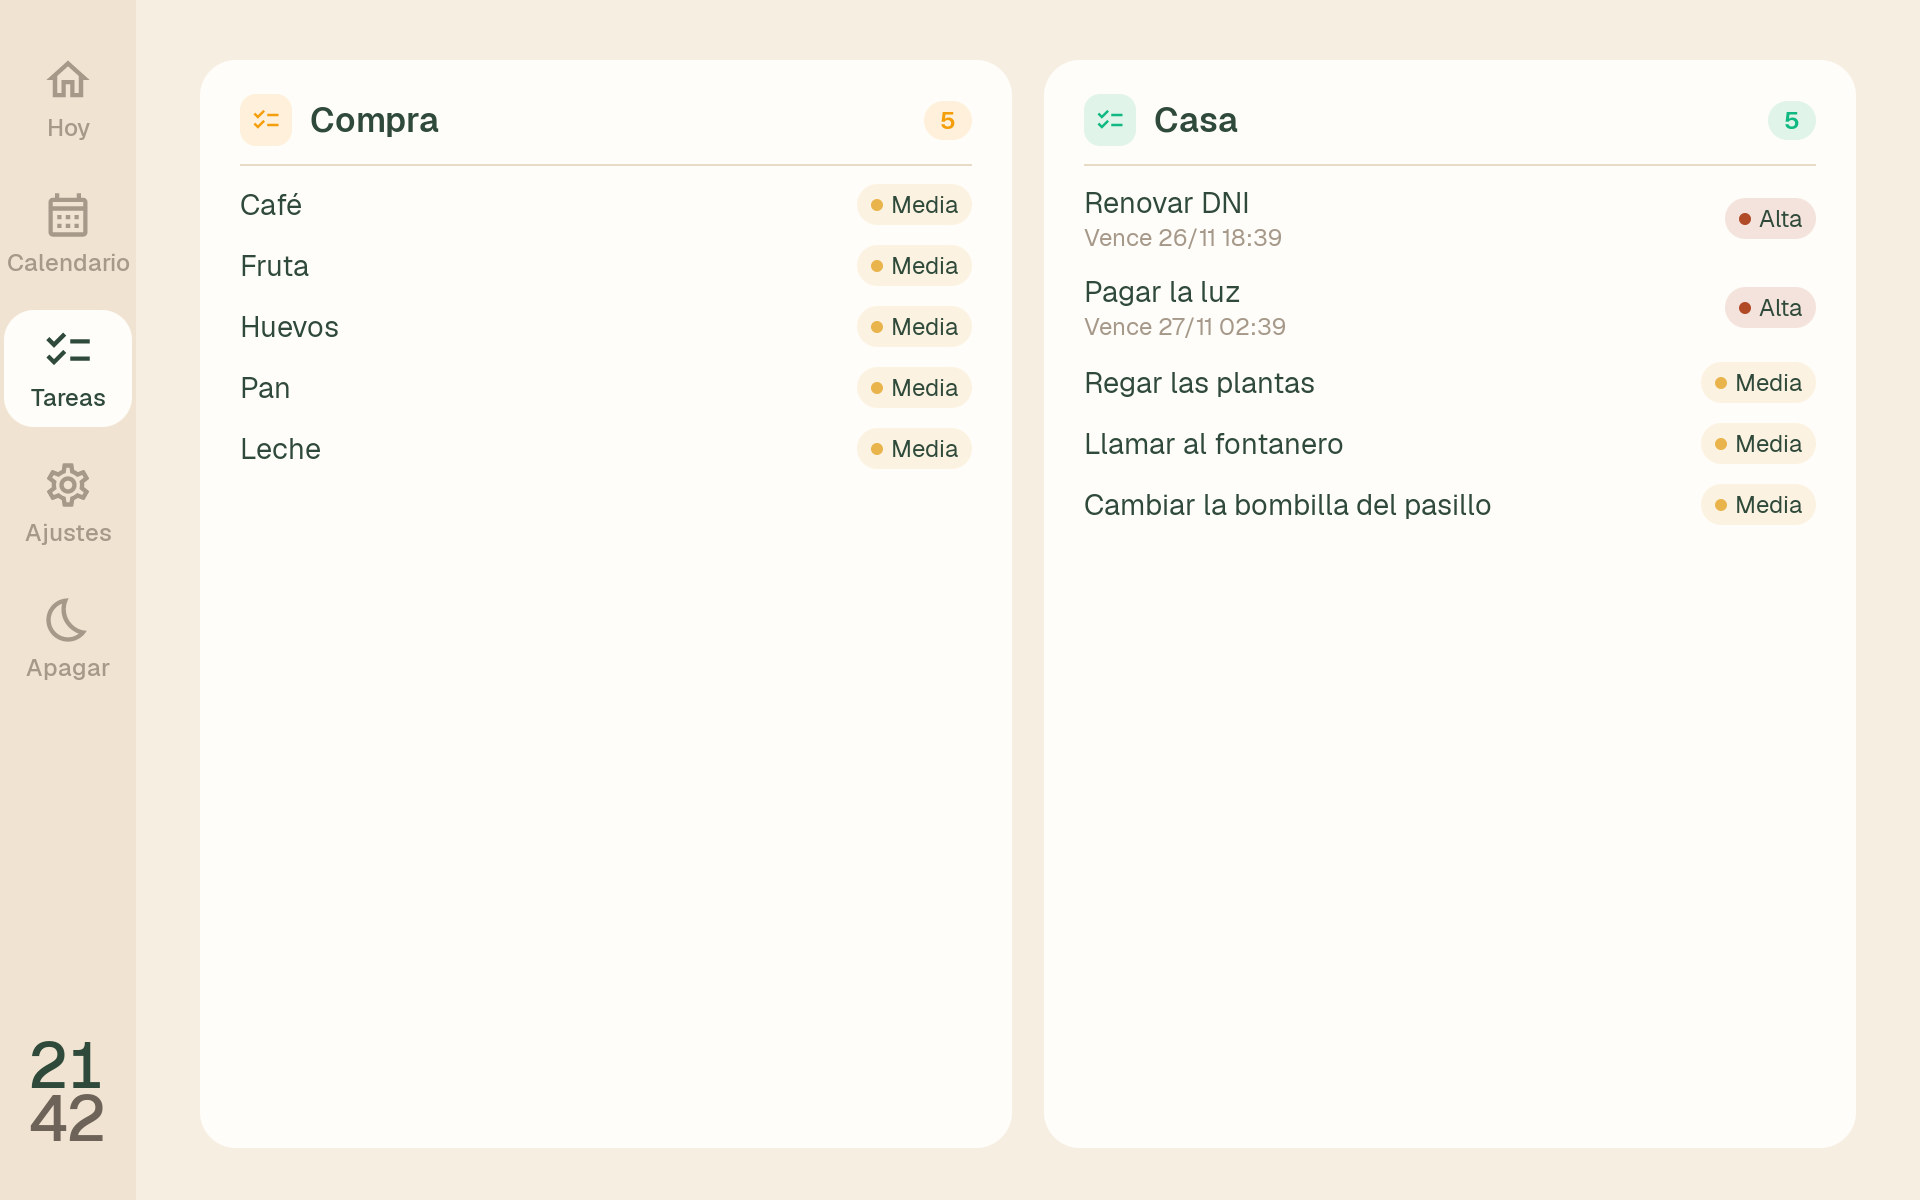 Hoy
Calendario
Tareas
Ajustes
Apagar
21
42
Compra
5
Café
Media
Fruta
Media
Huevos
Media
Pan
Media
Leche
Media
Casa
5
Renovar DNI
Vence 26/11 18:39
Alta
Pagar la luz
Vence 27/11 02:39
Alta
Regar las plantas
Media
Llamar al fontanero
Media
Cambiar la bombilla del pasillo
Media